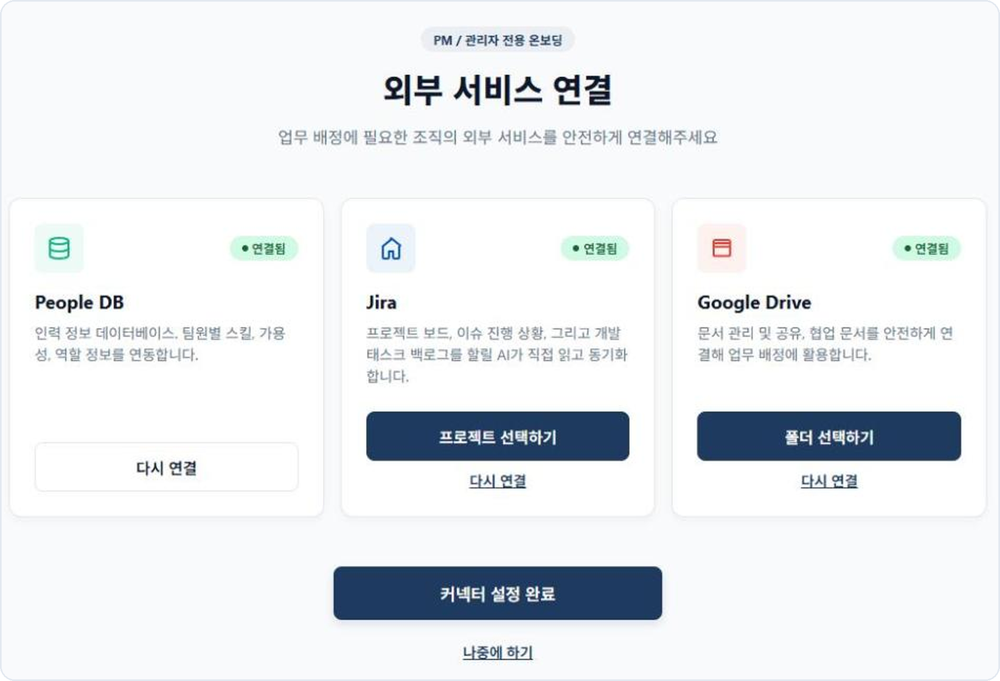 PM / 관리자 전용 온보딩
외부 서비스 연결
업무 배정에 필요한 조직의 외부 서비스를 안전하게 연결해주세요
연결됨
People DB
인력 정보 데이터베이스. 팀원별 스킬, 가용
성, 역할 정보를 연동합니다.
다시 연결
연결됨
Jira
프로젝트 보드, 이슈 진행 상황, 그리고 개발
태스크 백로그를 할릴 AI가 직접 읽고 동기화
합니다.
프로젝트 선택하기
다시 연결
연결됨
Google Drive
문서 관리 및 공유, 협업 문서를 안전하게 연
결해 업무 배정에 활용합니다.
폴더 선택하기
다시 연결
커넥터 설정 완료
나중에 하기